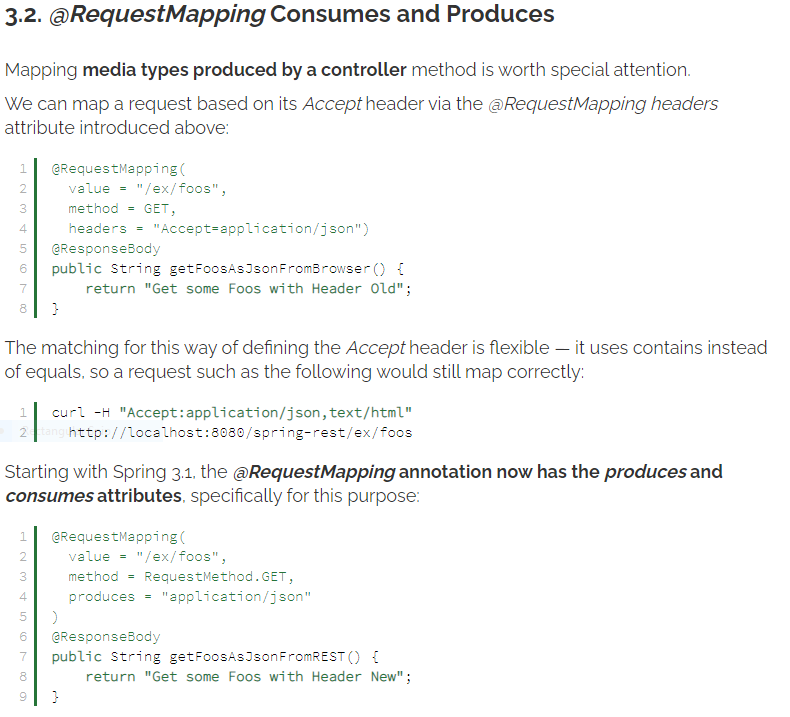 3.2. @RequestMapping Consumes and Produces
Mapping media types produced by a controller method is worth special attention.
We can map a request based on its Accept header via the @RequestMapping headers
attribute introduced above:
1 @RequestMapping(
2 value = "/ex/foos",
3 method = GET,
4 headers = "Accept=application/json")
5 @ResponseBody
6 public String getFoosAsJsonFromBrowser() {
7 return "Get some Foos with Header Old";
8 }
The matching for this way of defining the Accept header is flexible — it uses contains instead
of equals, so a request such as the following would still map correctly:
1 curl -H "Accept:application/json,text/html"
2 http://localhost:8080/spring-rest/ex/foos
Starting with Spring 3.1, the @RequestMapping annotation now has the produces and
consumes attributes, specifically for this purpose:
1 @RequestMapping(
2 value = "/ex/foos",
3 method = RequestMethod.GET,
4 produces = "application/json"
5 )
6 @ResponseBody
7 public String getFoosAsJsonFromREST() {
8 return "Get some Foos with Header New";
9 }